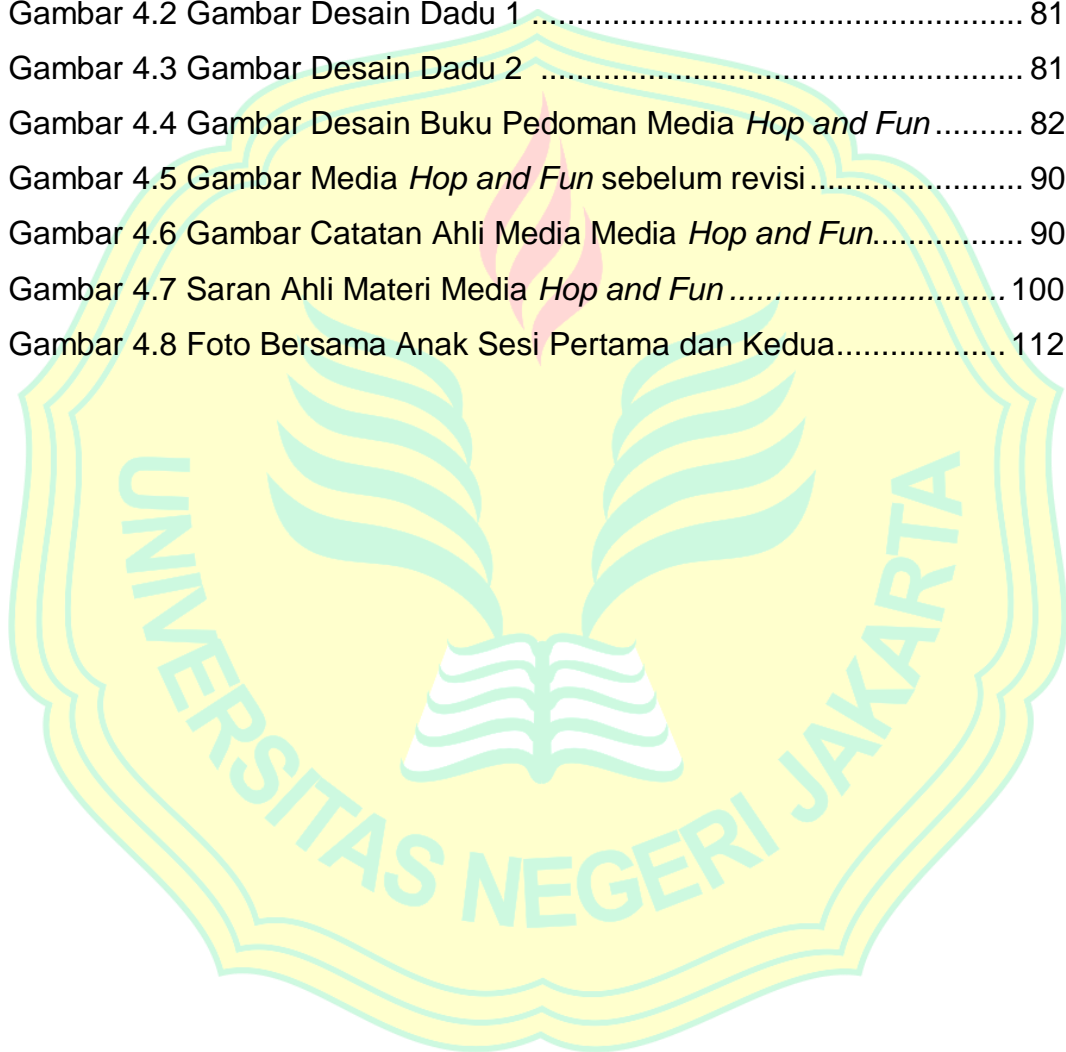 Gambar 4.2 Gambar Desain Dadu 1 ......................................................... 81
Gambar 4.3 Gambar Desain Dadu 2 ........................................................ 81
Gambar 4.4 Gambar Desain Buku Pedoman Media Hop and Fun .......... 82
Gambar 4.5 Gambar Media Hop and Fun sebelum revisi ........................ 90
Gambar 4.6 Gambar Catatan Ahli Media Media Hop and Fun................. 90
Gambar 4.7 Saran Ahli Materi Media Hop and Fun ............................... 100
Gambar 4.8 Foto Bersama Anak Sesi Pertama dan Kedua................... 112
UNIVERSITAS NEGERI JAKARTA